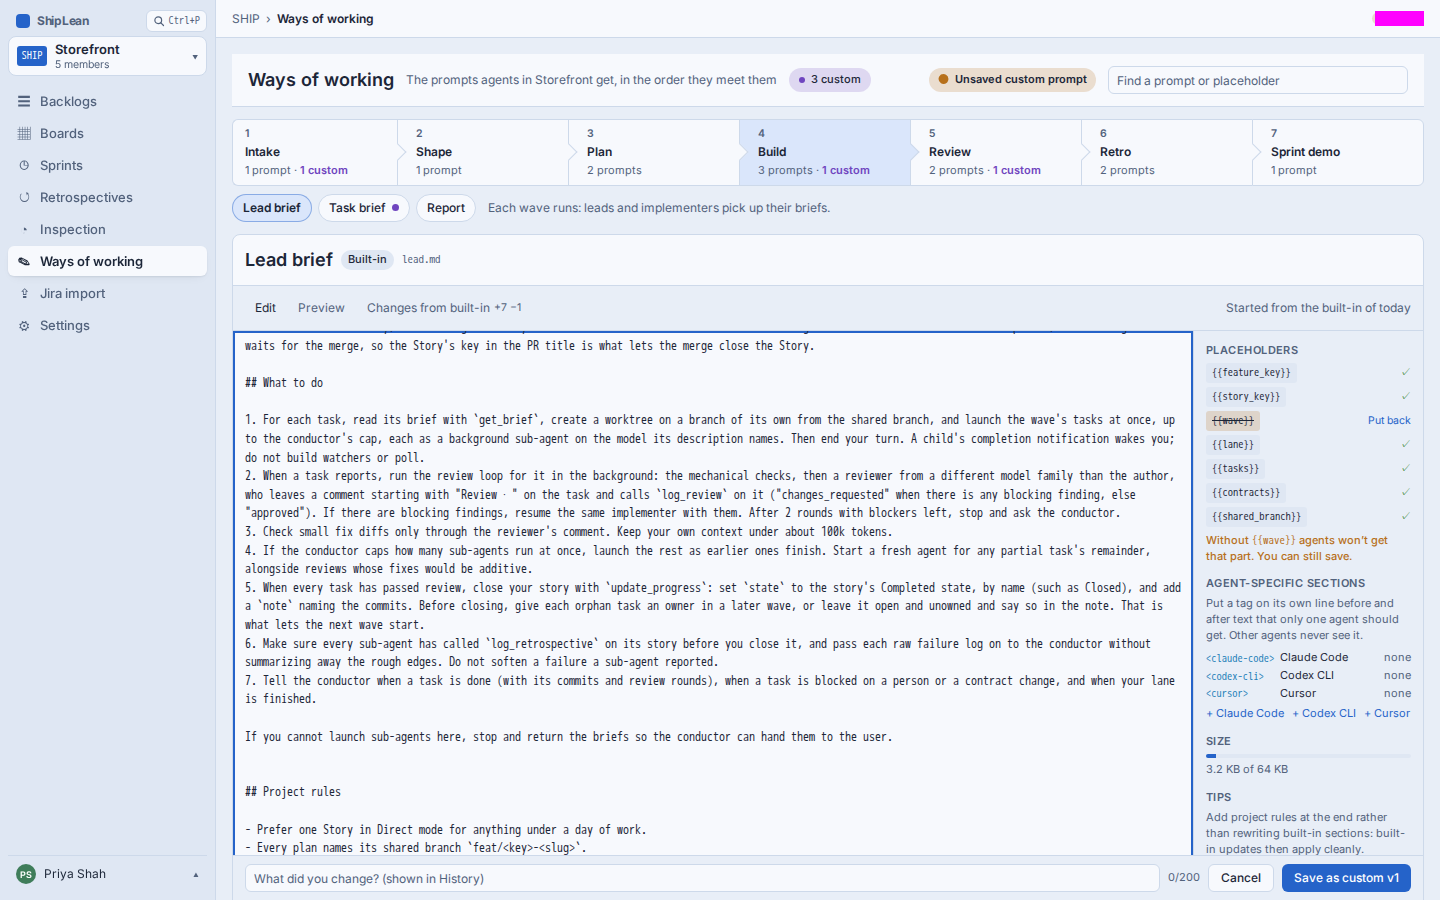 ShipLean
Ctrl+P
SHIP
Storefront
5 members
Backlogs
Boards
Sprints
Retrospectives
Inspection
Ways of working
Jira import
Settings
PS
Priya Shah
SHIP › Ways of working
Ways of working
The prompts agents in Storefront get, in the order they meet them
3 custom
Unsaved custom prompt
Find a prompt or placeholder
1
Intake
1 prompt · 1 custom
2
Shape
1 prompt
3
Plan
2 prompts
4
Build
3 prompts · 1 custom
5
Review
2 prompts · 1 custom
6
Retro
2 prompts
7
Sprint demo
1 prompt
Lead brief
Task brief
Report
Each wave runs: leads and implementers pick up their briefs.
Lead brief
Built-in
lead.md
Edit
Preview
Changes from built-in +7 −1
Started from the built-in of today
waits for the merge, so the Story's key in the PR title is what lets the merge close the Story.
## What to do
1. For each task, read its brief with `get_brief`, create a worktree on a branch of its own from the shared branch, and launch the wave's tasks at once, up
to the conductor's cap, each as a background sub-agent on the model its description names. Then end your turn. A child's completion notification wakes you;
do not build watchers or poll.
2. When a task reports, run the review loop for it in the background: the mechanical checks, then a reviewer from a different model family than the author,
who leaves a comment starting with "Review · " on the task and calls `log_review` on it ("changes_requested" when there is any blocking finding, else
"approved"). If there are blocking findings, resume the same implementer with them. After 2 rounds with blockers left, stop and ask the conductor.
3. Check small fix diffs only through the reviewer's comment. Keep your own context under about 100k tokens.
4. If the conductor caps how many sub-agents run at once, launch the rest as earlier ones finish. Start a fresh agent for any partial task's remainder,
alongside reviews whose fixes would be additive.
5. When every task has passed review, close your story with `update_progress`: set `state` to the story's Completed state, by name (such as Closed), and add
a `note` naming the commits. Before closing, give each orphan task an owner in a later wave, or leave it open and unowned and say so in the note. That is
what lets the next wave start.
6. Make sure every sub-agent has called `log_retrospective` on its story before you close it, and pass each raw failure log on to the conductor without
summarizing away the rough edges. Do not soften a failure a sub-agent reported.
7. Tell the conductor when a task is done (with its commits and review rounds), when a task is blocked on a person or a contract change, and when your lane
is finished.
If you cannot launch sub-agents here, stop and return the briefs so the conductor can hand them to the user.
## Project rules
- Prefer one Story in Direct mode for anything under a day of work.
- Every plan names its shared branch `feat/<key>-<slug>`.
PLACEHOLDERS
{{feature_key}} ✓
{{story_key}} ✓
{{wave}} Put back
{{lane}} ✓
{{tasks}} ✓
{{contracts}} ✓
{{shared_branch}} ✓
Without {{wave}} agents won't get
that part. You can still save.
AGENT-SPECIFIC SECTIONS
Put a tag on its own line before and
after text that only one agent should
get. Other agents never see it.
<claude-code> Claude Code none
<codex-cli> Codex CLI none
<cursor> Cursor none
+ Claude Code + Codex CLI + Cursor
SIZE
3.2 KB of 64 KB
TIPS
Add project rules at the end rather
than rewriting built-in sections: built-
in updates then apply cleanly.
What did you change? (shown in History)
0/200
Cancel
Save as custom v1